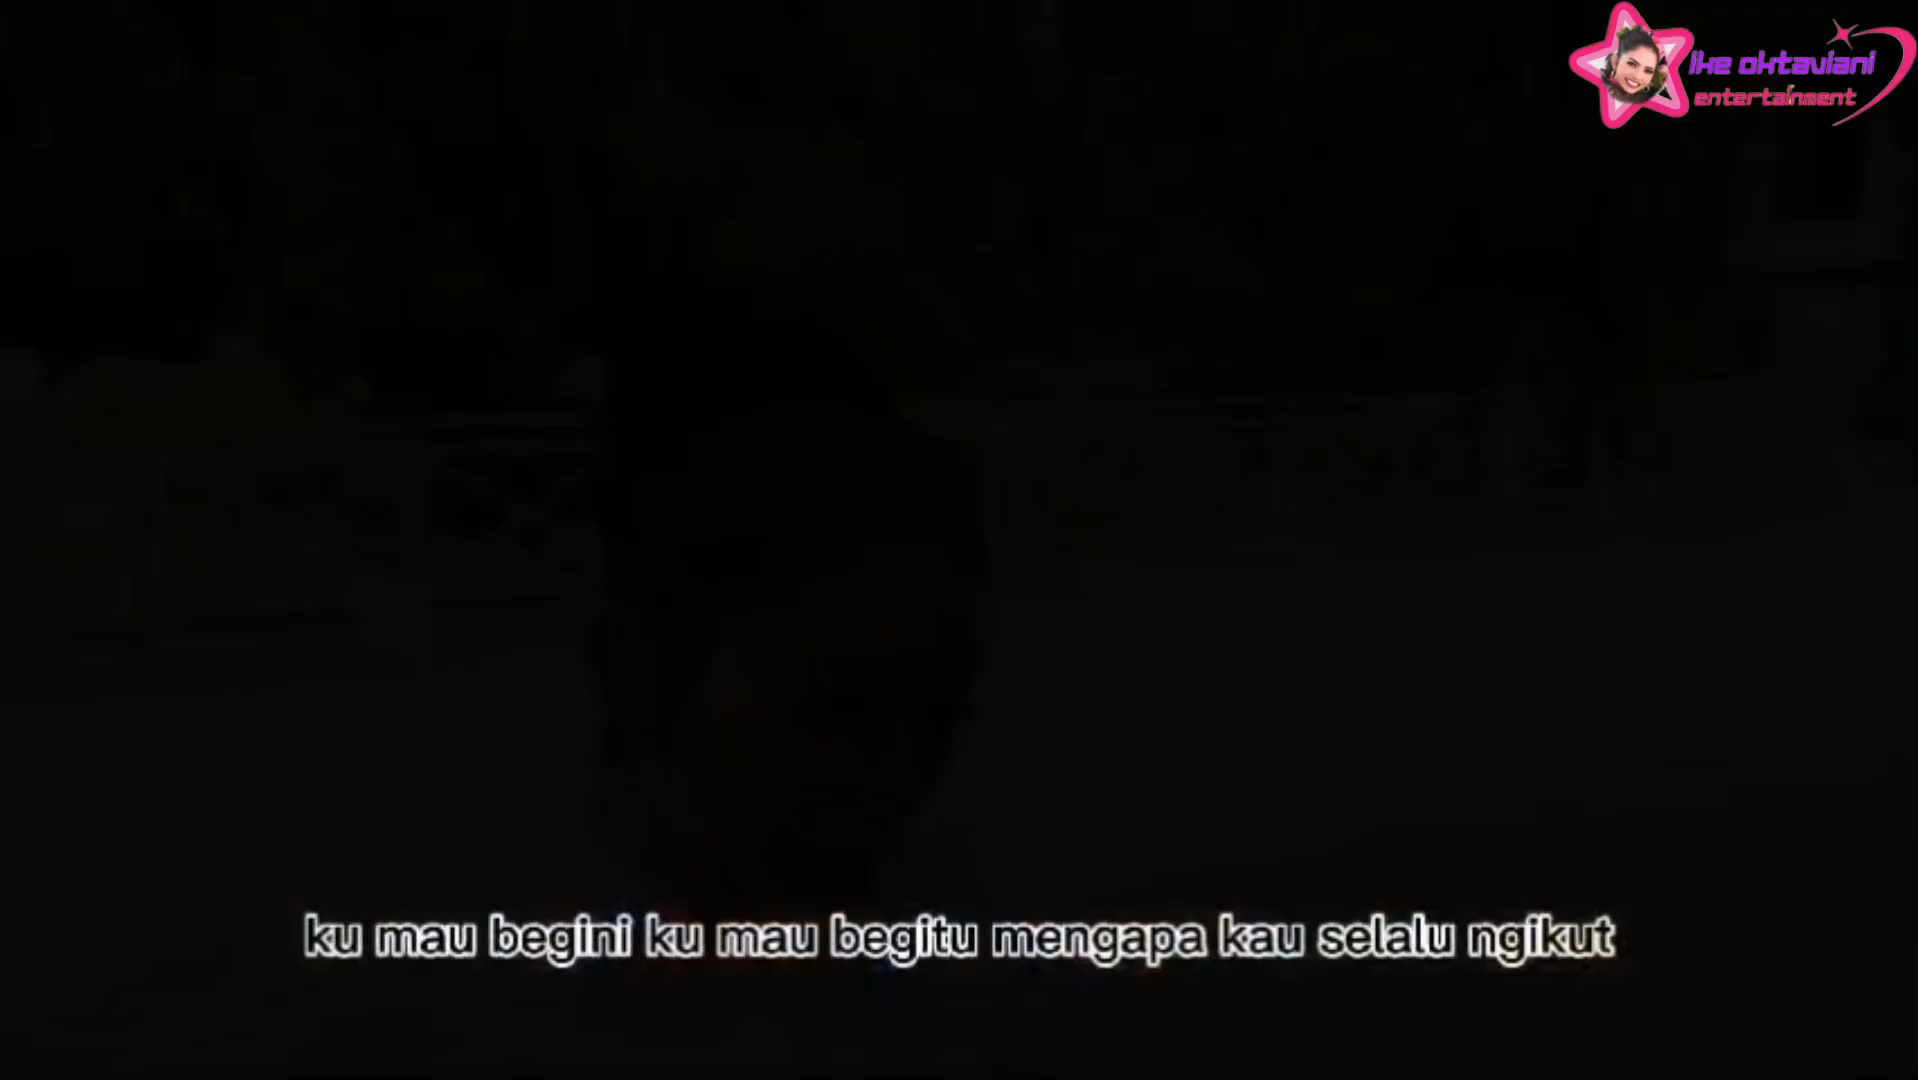 ike oktaviani
entertainment
ku mau begini ku mau begitu mengapa kau selalu ngikut